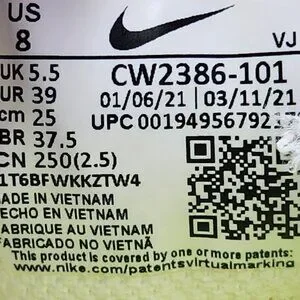 US
8
VJ
UK 5.5
EUR 39
cm 25
BR 37.5
CN 250(2.5)
CW2386-101
01/06/21 | 03/11/21
UPC 0019495679217
1T6BFWKKZTW4
MADE IN VIETNAM
HECHO EN VIETNAM
FABRIQUE AU VIETNAM
FABRICADO NO VIETNÃ
This product is covered by one or more patents:
www.nike.com/patentsvirtualmarking